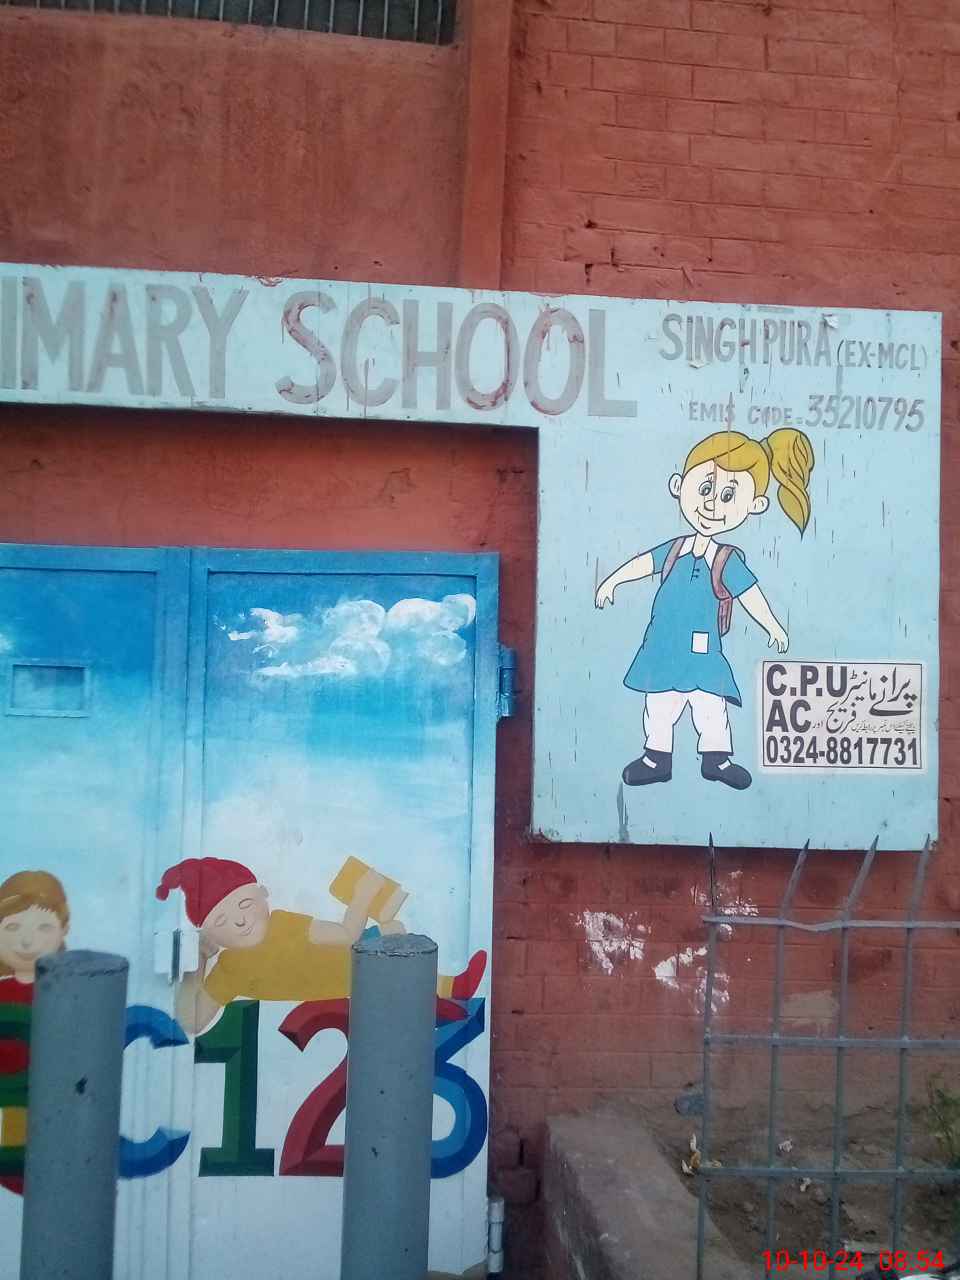 IMARY SCHOOL
SINGHPURA (EX-MCL)
EMIS CODE=35210795
C.P.U پرانے مانیٹر
AC اور فریج
0324-8817731
C 123
10-10-24 08:54